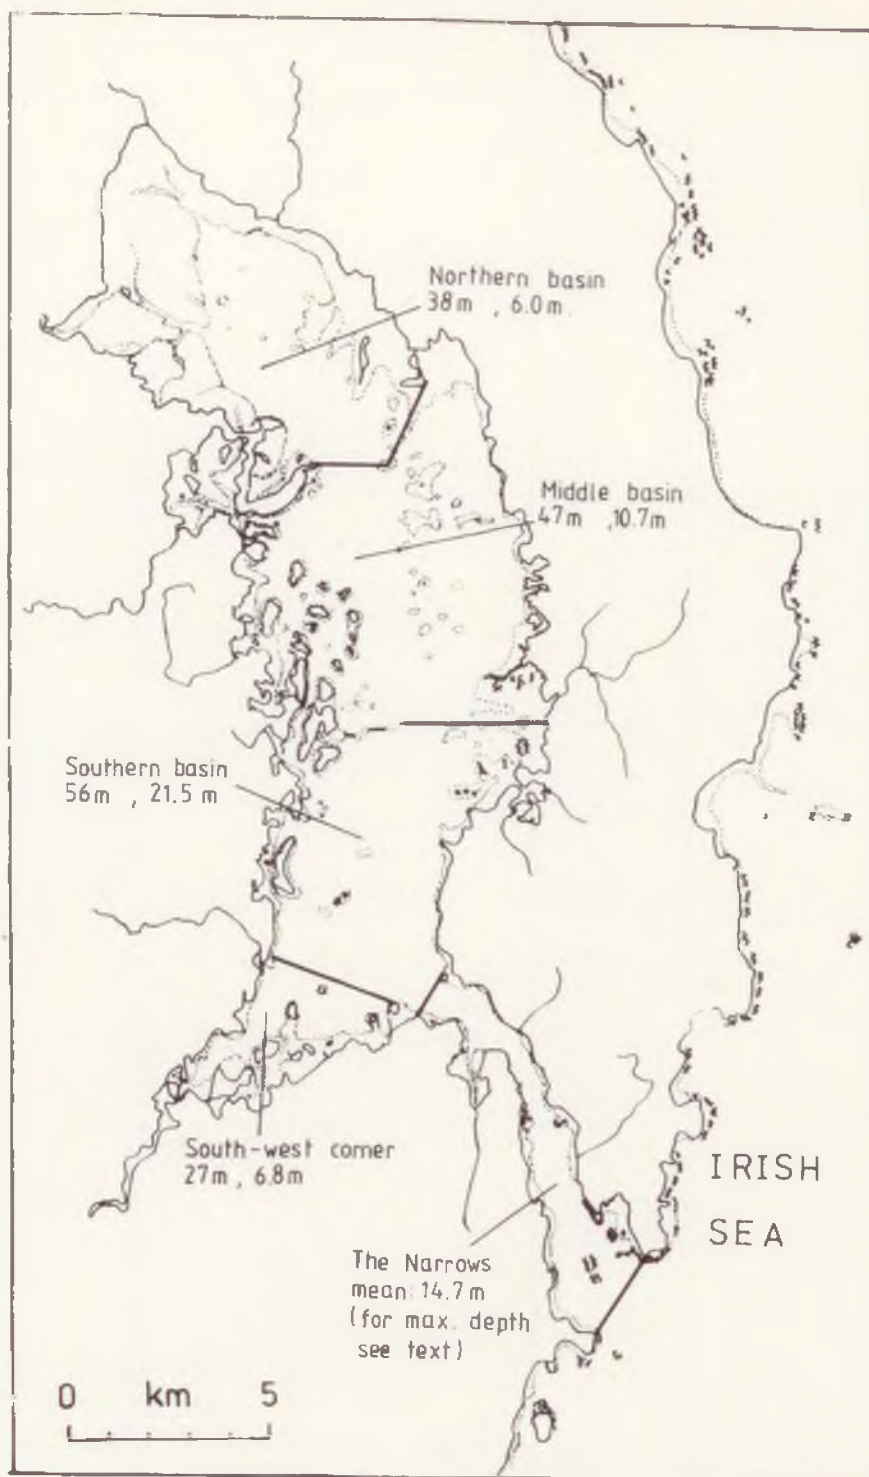 Northern basin
38m , 6.0m.
Middle basin
47m ,10.7m
Southern basin
56m , 21.5 m
South-west corner
27m, 6.8m
IRISH
SEA
The Narrows
mean: 14.7m
(for max. depth
see text)
0 km 5